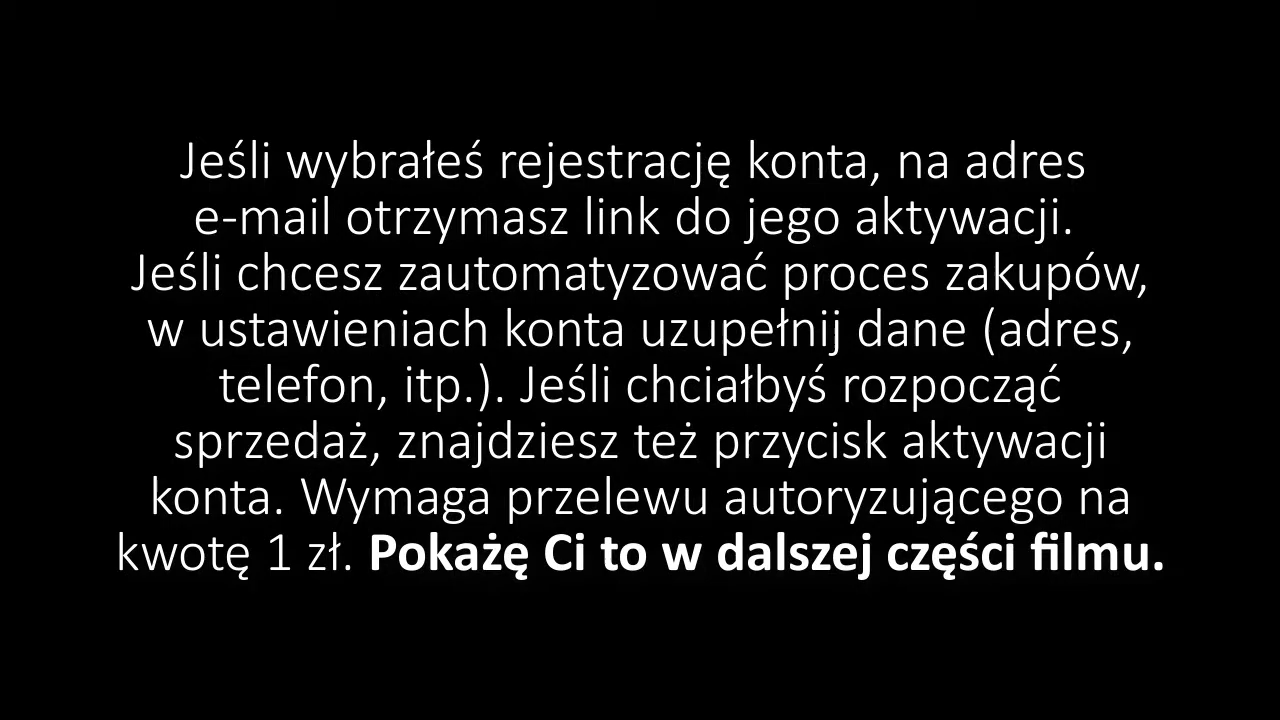 Jeśli wybrałeś rejestrację konta, na adres
e-mail otrzymasz link do jego aktywacji.
Jeśli chcesz zautomatyzować proces zakupów,
w ustawieniach konta uzupełnij dane (adres,
telefon, itp.). Jeśli chciałbyś rozpocząć
sprzedaż, znajdziesz też przycisk aktywacji
konta. Wymaga przelewu autoryzującego na
kwotę 1 zł. Pokażę Ci to w dalszej części filmu.